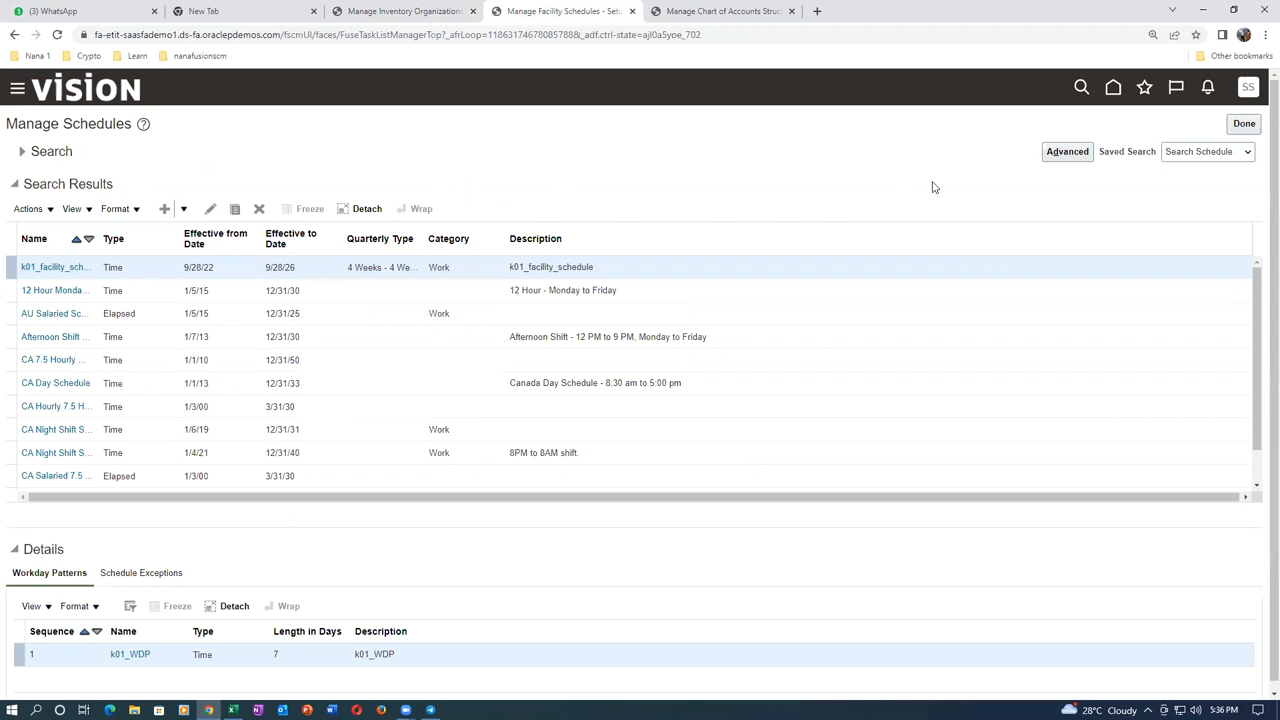 WhatsApp
New Tab
Manage Inventory Organization
Manage Facility Schedules - Setu
Manage Chart of Accounts Struct
fa-etit-saasfademo1.ds-fa.oraclepdemos.com/fscmUI/faces/FuseTaskListManagerTop?_afrLoop=11863174678085788&_adf.ctrl-state=ajl0a5yoe_702
Nana 1
Crypto
Learn
nanafusionscm
Other bookmarks
VISION
SS
Manage Schedules
Done
Search
Advanced
Saved Search
Search Schedule
Search Results
Actions View Format
Freeze
Detach
Wrap
Name Type Effective from Date Effective to Date Quarterly Type Category Description
k01_facility_sch... Time 9/28/22 9/28/26 4 Weeks - 4 We... Work k01_facility_schedule
12 Hour Monda... Time 1/5/15 12/31/30 12 Hour - Monday to Friday
AU Salaried Sc... Elapsed 1/5/15 12/31/25 Work
Afternoon Shift ... Time 1/7/13 12/31/30 Afternoon Shift - 12 PM to 9 PM, Monday to Friday
CA 7.5 Hourly ... Time 1/1/10 12/31/50
CA Day Schedule Time 1/1/13 12/31/33 Canada Day Schedule - 8:30 am to 5:00 pm
CA Hourly 7.5 H... Time 1/3/00 3/31/30
CA Night Shift S... Time 1/6/19 12/31/31 Work
CA Night Shift S... Time 1/4/21 12/31/40 Work 8PM to 8AM shift.
CA Salaried 7.5 ... Elapsed 1/3/00 3/31/30
Details
Workday Patterns Schedule Exceptions
View Format Freeze Detach Wrap
Sequence Name Type Length in Days Description
1 k01_WDP Time 7 k01_WDP
28°C Cloudy 5:36 PM